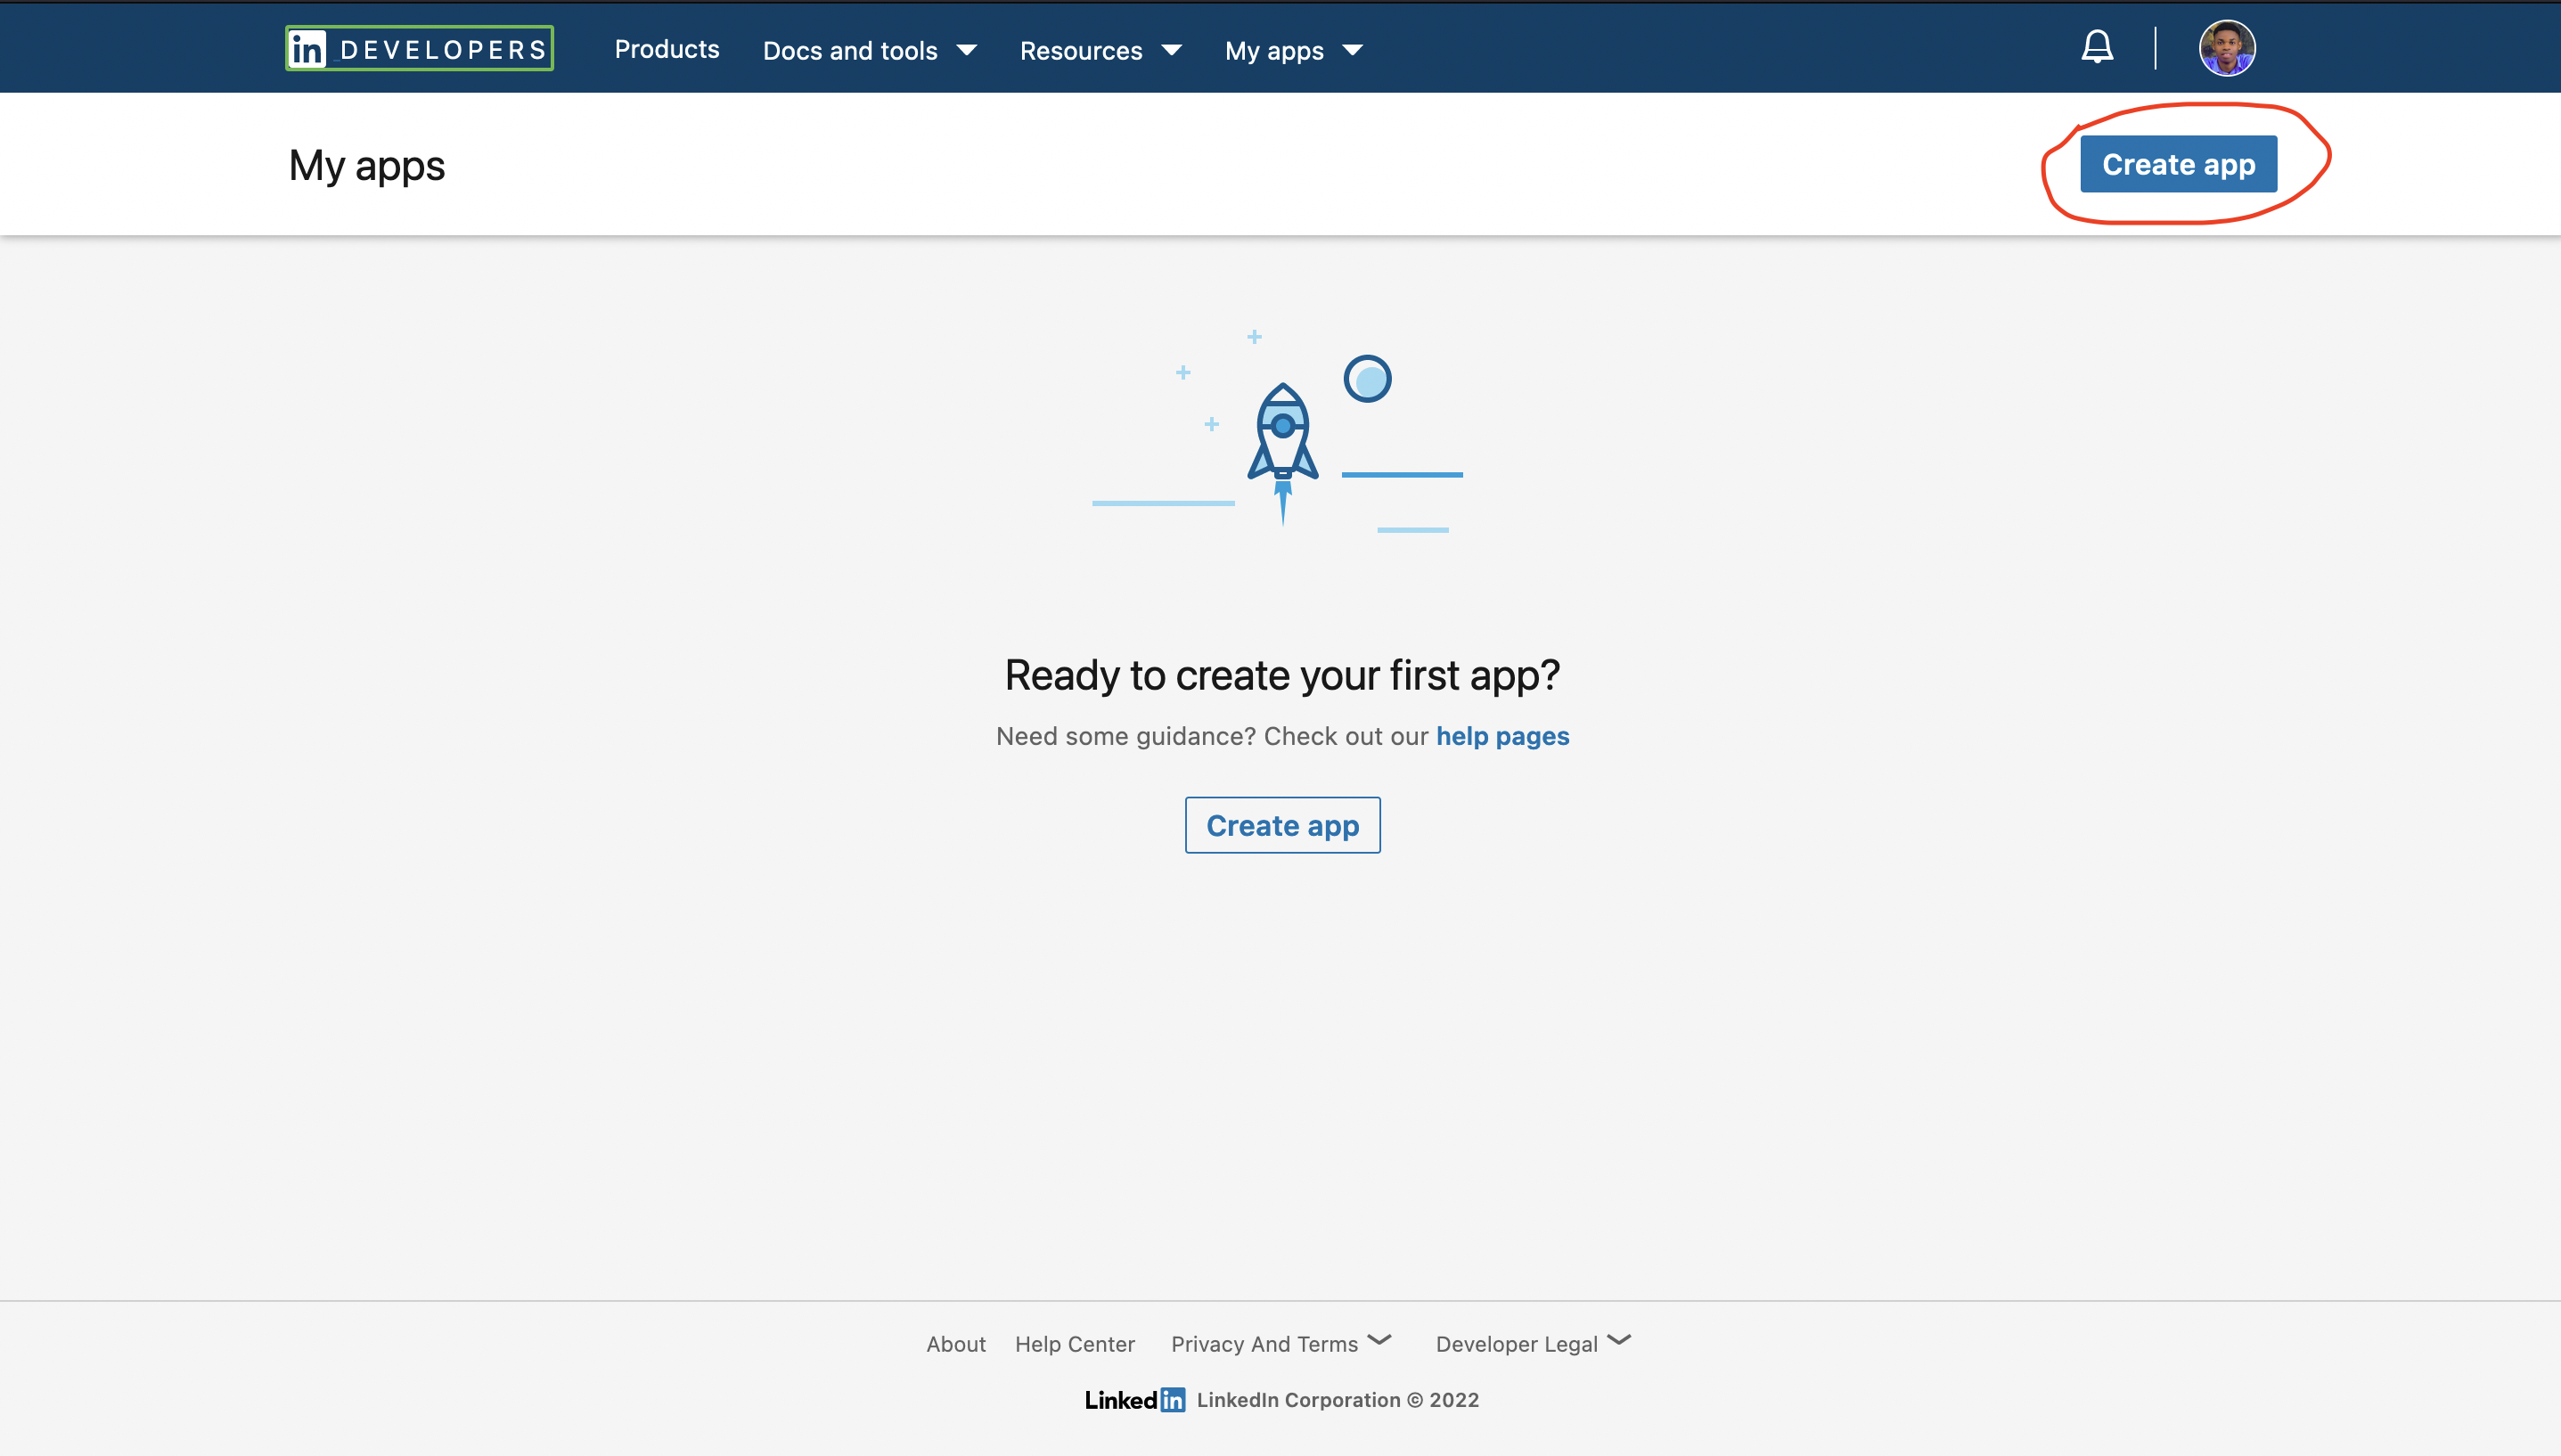 in DEVELOPERS Products Docs and tools Resources My apps
My apps Create app
Ready to create your first app?
Need some guidance? Check out our help pages
Create app
About Help Center Privacy And Terms Developer Legal
Linked in LinkedIn Corporation © 2022